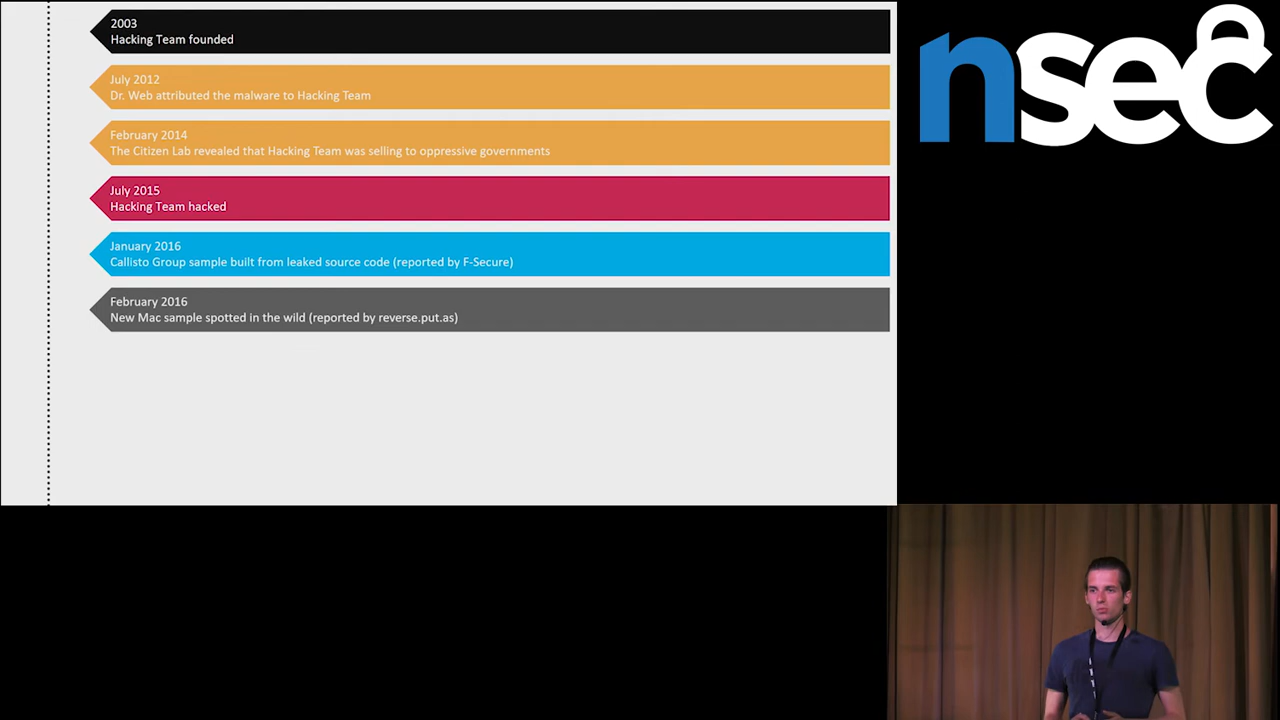 2003
Hacking Team founded
July 2012
Dr. Web attributed the malware to Hacking Team
February 2014
The Citizen Lab revealed that Hacking Team was selling to oppressive governments
July 2015
Hacking Team hacked
January 2016
Callisto Group sample built from leaked source code (reported by F-Secure)
February 2016
New Mac sample spotted in the wild (reported by reverse.put.as)
nsec